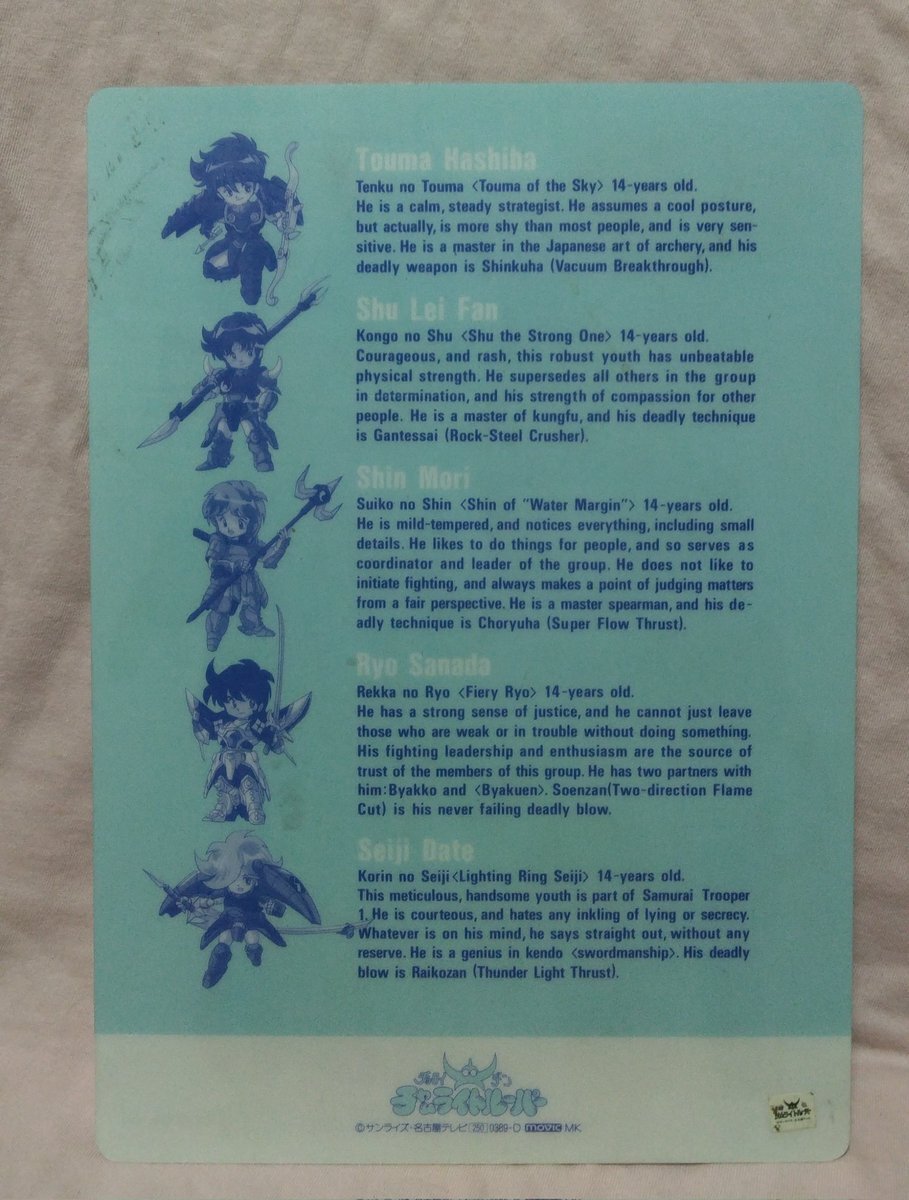 Touma Hashiba
Tenku no Touma <Touma of the Sky> 14-years old.
He is a calm, steady strategist. He assumes a cool posture,
but actually, is more shy than most people, and is very sen-
sitive. He is a master in the Japanese art of archery, and his
deadly weapon is Shinkuha (Vacuum Breakthrough).
Shu Lei Fan
Kongo no Shu <Shu the Strong One> 14-years old.
Courageous, and rash, this robust youth has unbeatable
physical strength. He supersedes all others in the group
in determination, and his strength of compassion for other
people. He is a master of kungfu, and his deadly technique
is Gantessai (Rock-Steel Crusher).
Shin Mori
Suiko no Shin <Shin of "Water Margin"> 14-years old.
He is mild-tempered, and notices everything, including small
details. He likes to do things for people, and so serves as
coordinator and leader of the group. He does not like to
initiate fighting, and always makes a point of judging matters
from a fair perspective. He is a master spearman, and his de-
adly technique is Choryuha (Super Flow Thrust).
Ryo Sanada
Rekka no Ryo <Fiery Ryo> 14-years old.
He has a strong sense of justice, and he cannot just leave
those who are weak or in trouble without doing something.
His fighting leadership and enthusiasm are the source of
trust of the members of this group. He has two partners with
him: Byakko and <Byakuen>. Soenzan(Two-direction Flame
Cut) is his never failing deadly blow.
Seiji Date
Korin no Seiji<Lighting Ring Seiji> 14-years old.
This meticulous, handsome youth is part of Samurai Trooper
1. He is courteous, and hates any inkling of lying or secrecy.
Whatever is on his mind, he says straight out, without any
reserve. He is a genius in kendo <swordmanship>. His deadly
blow is Raikozan (Thunder Light Thrust).
©サンライズ・名古屋テレビ 250 0389-D movic MK